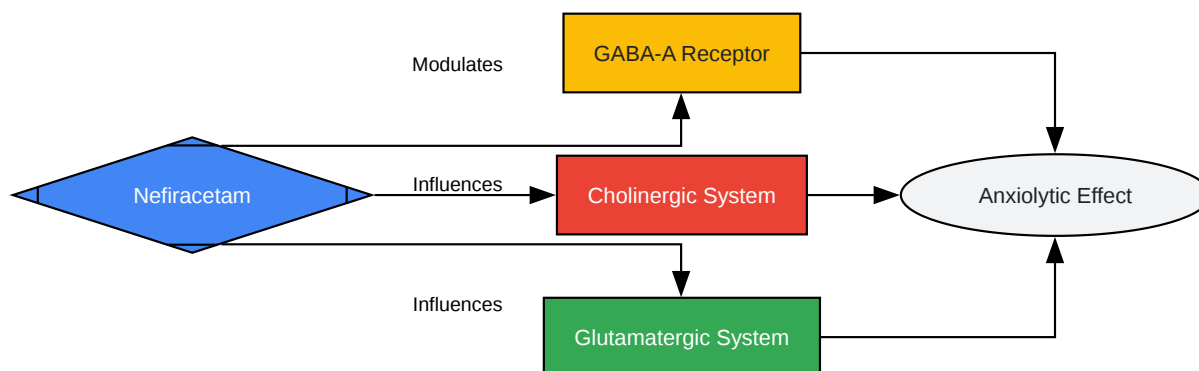 GABA-A Receptor
Modulates
Nefiracetam
Influences
Cholinergic System
Anxiolytic Effect
Influences
Glutamatergic System